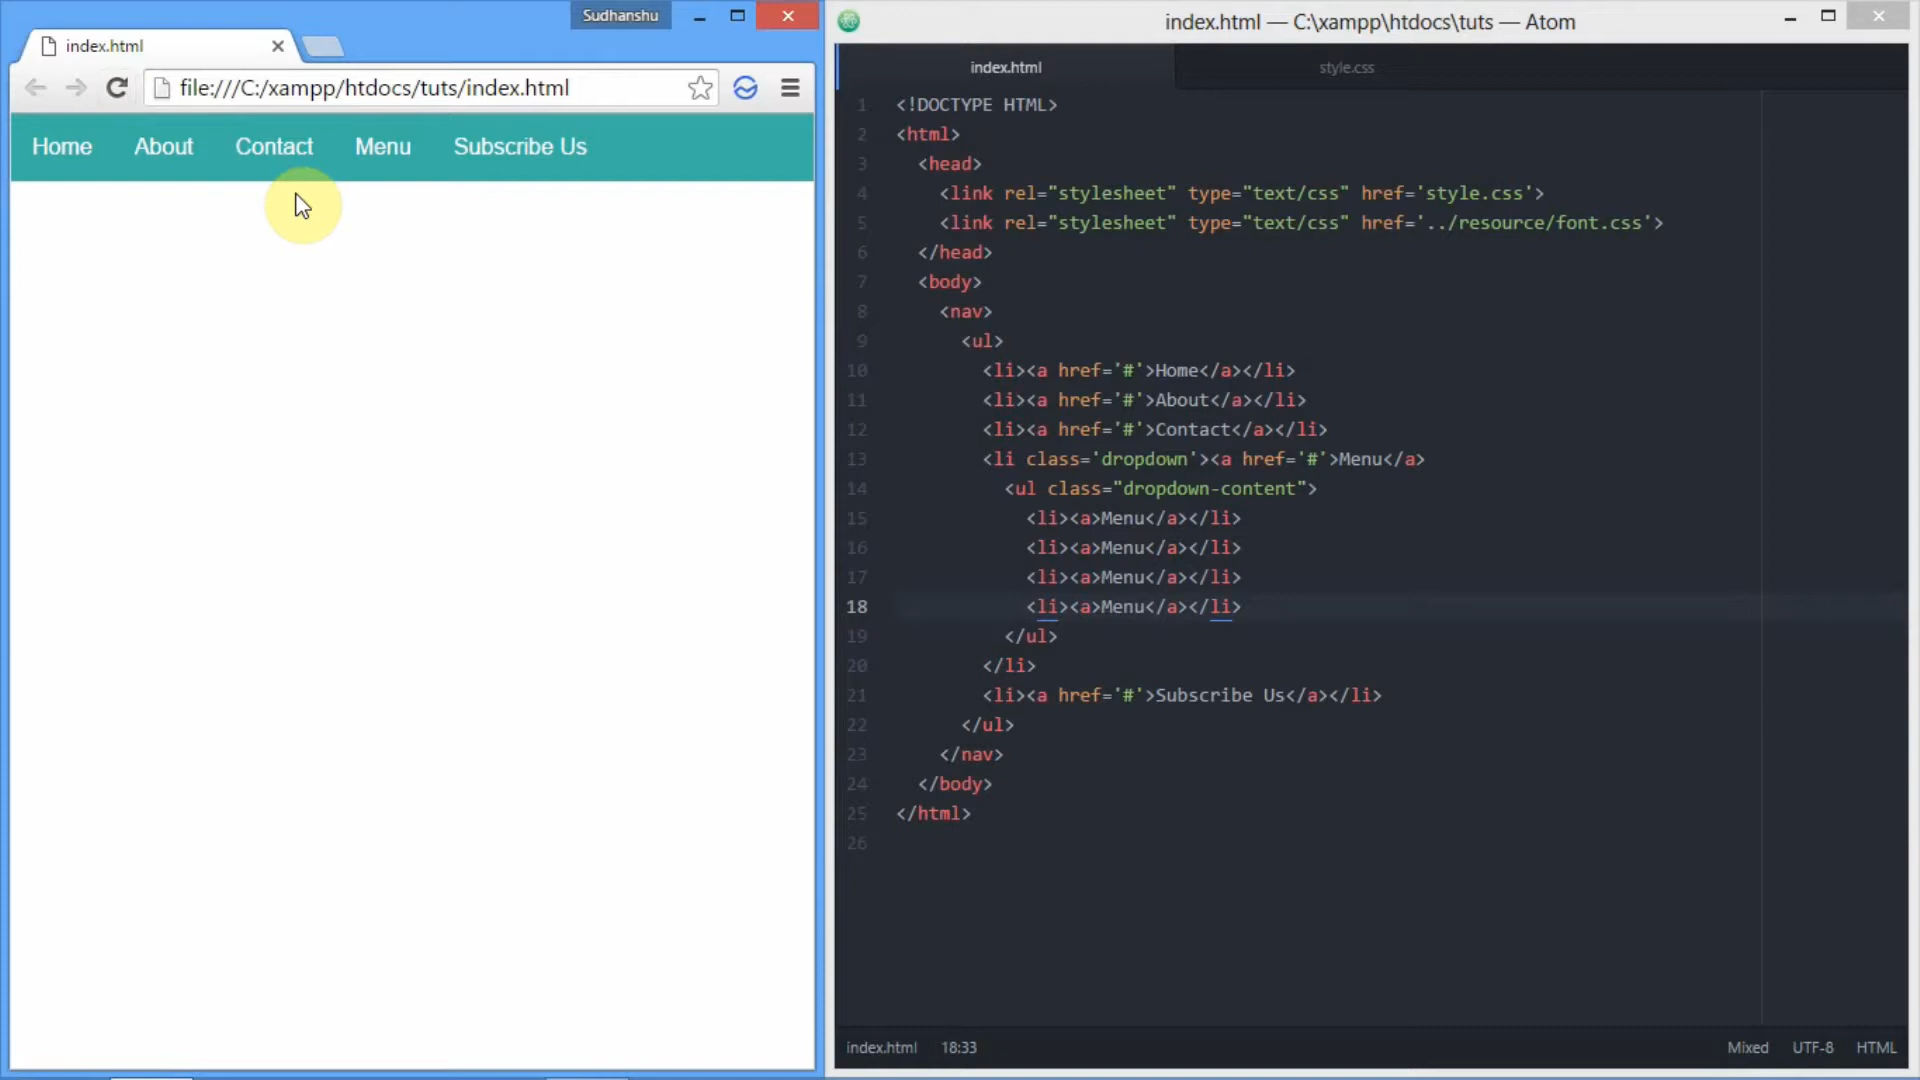 Sudhanshu
index.html
file:///C:/xampp/htdocs/tuts/index.html
Home About Contact Menu Subscribe Us
index.html — C:\xampp\htdocs\tuts — Atom
index.html style.css
1 <!DOCTYPE HTML>
2 <html>
3 <head>
4 <link rel="stylesheet" type="text/css" href='style.css'>
5 <link rel="stylesheet" type="text/css" href='../resource/font.css'>
6 </head>
7 <body>
8 <nav>
9 <ul>
10 <li><a href='#'>Home</a></li>
11 <li><a href='#'>About</a></li>
12 <li><a href='#'>Contact</a></li>
13 <li class='dropdown'><a href='#'>Menu</a>
14 <ul class="dropdown-content">
15 <li><a>Menu</a></li>
16 <li><a>Menu</a></li>
17 <li><a>Menu</a></li>
18 <li><a>Menu</a></li>
19 </ul>
20 </li>
21 <li><a href='#'>Subscribe Us</a></li>
22 </ul>
23 </nav>
24 </body>
25 </html>
26
index.html 18:33 Mixed UTF-8 HTML